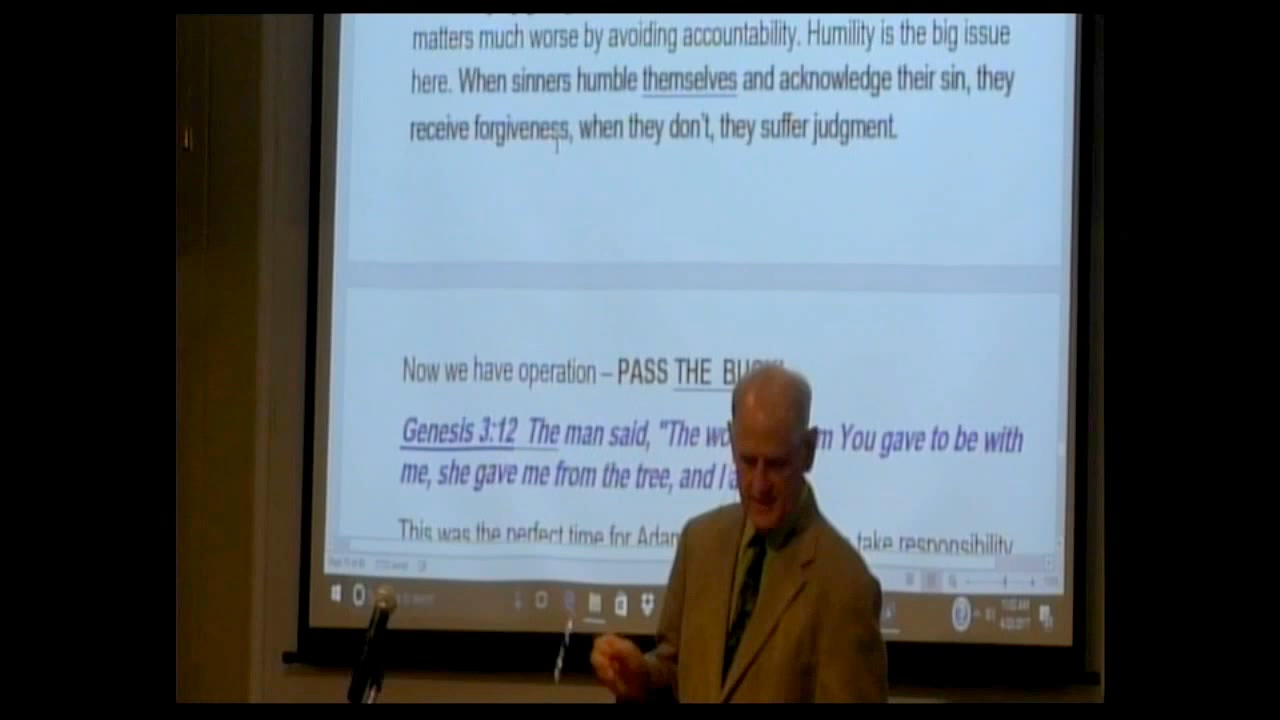 matters much worse by avoiding accountability. Humility is the big issue
here. When sinners humble themselves and acknowledge their sin, they
receive forgiveness, when they don't, they suffer judgment.
Now we have operation – PASS THE
Genesis 3:12 The man said, "The You gave to be with
me, she gave me from the tree, and I
This was the perfect time for take responsibility